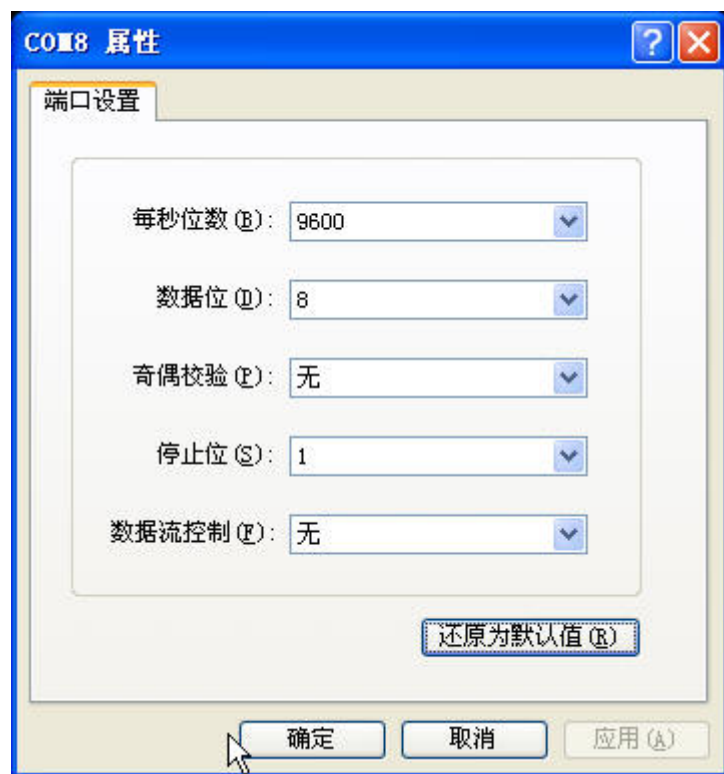 COM8 属性
端口设置
每秒位数(B): 9600
数据位(D): 8
奇偶校验(P): 无
停止位(S): 1
数据流控制(F): 无
还原为默认值(R)
确定 取消 应用(A)